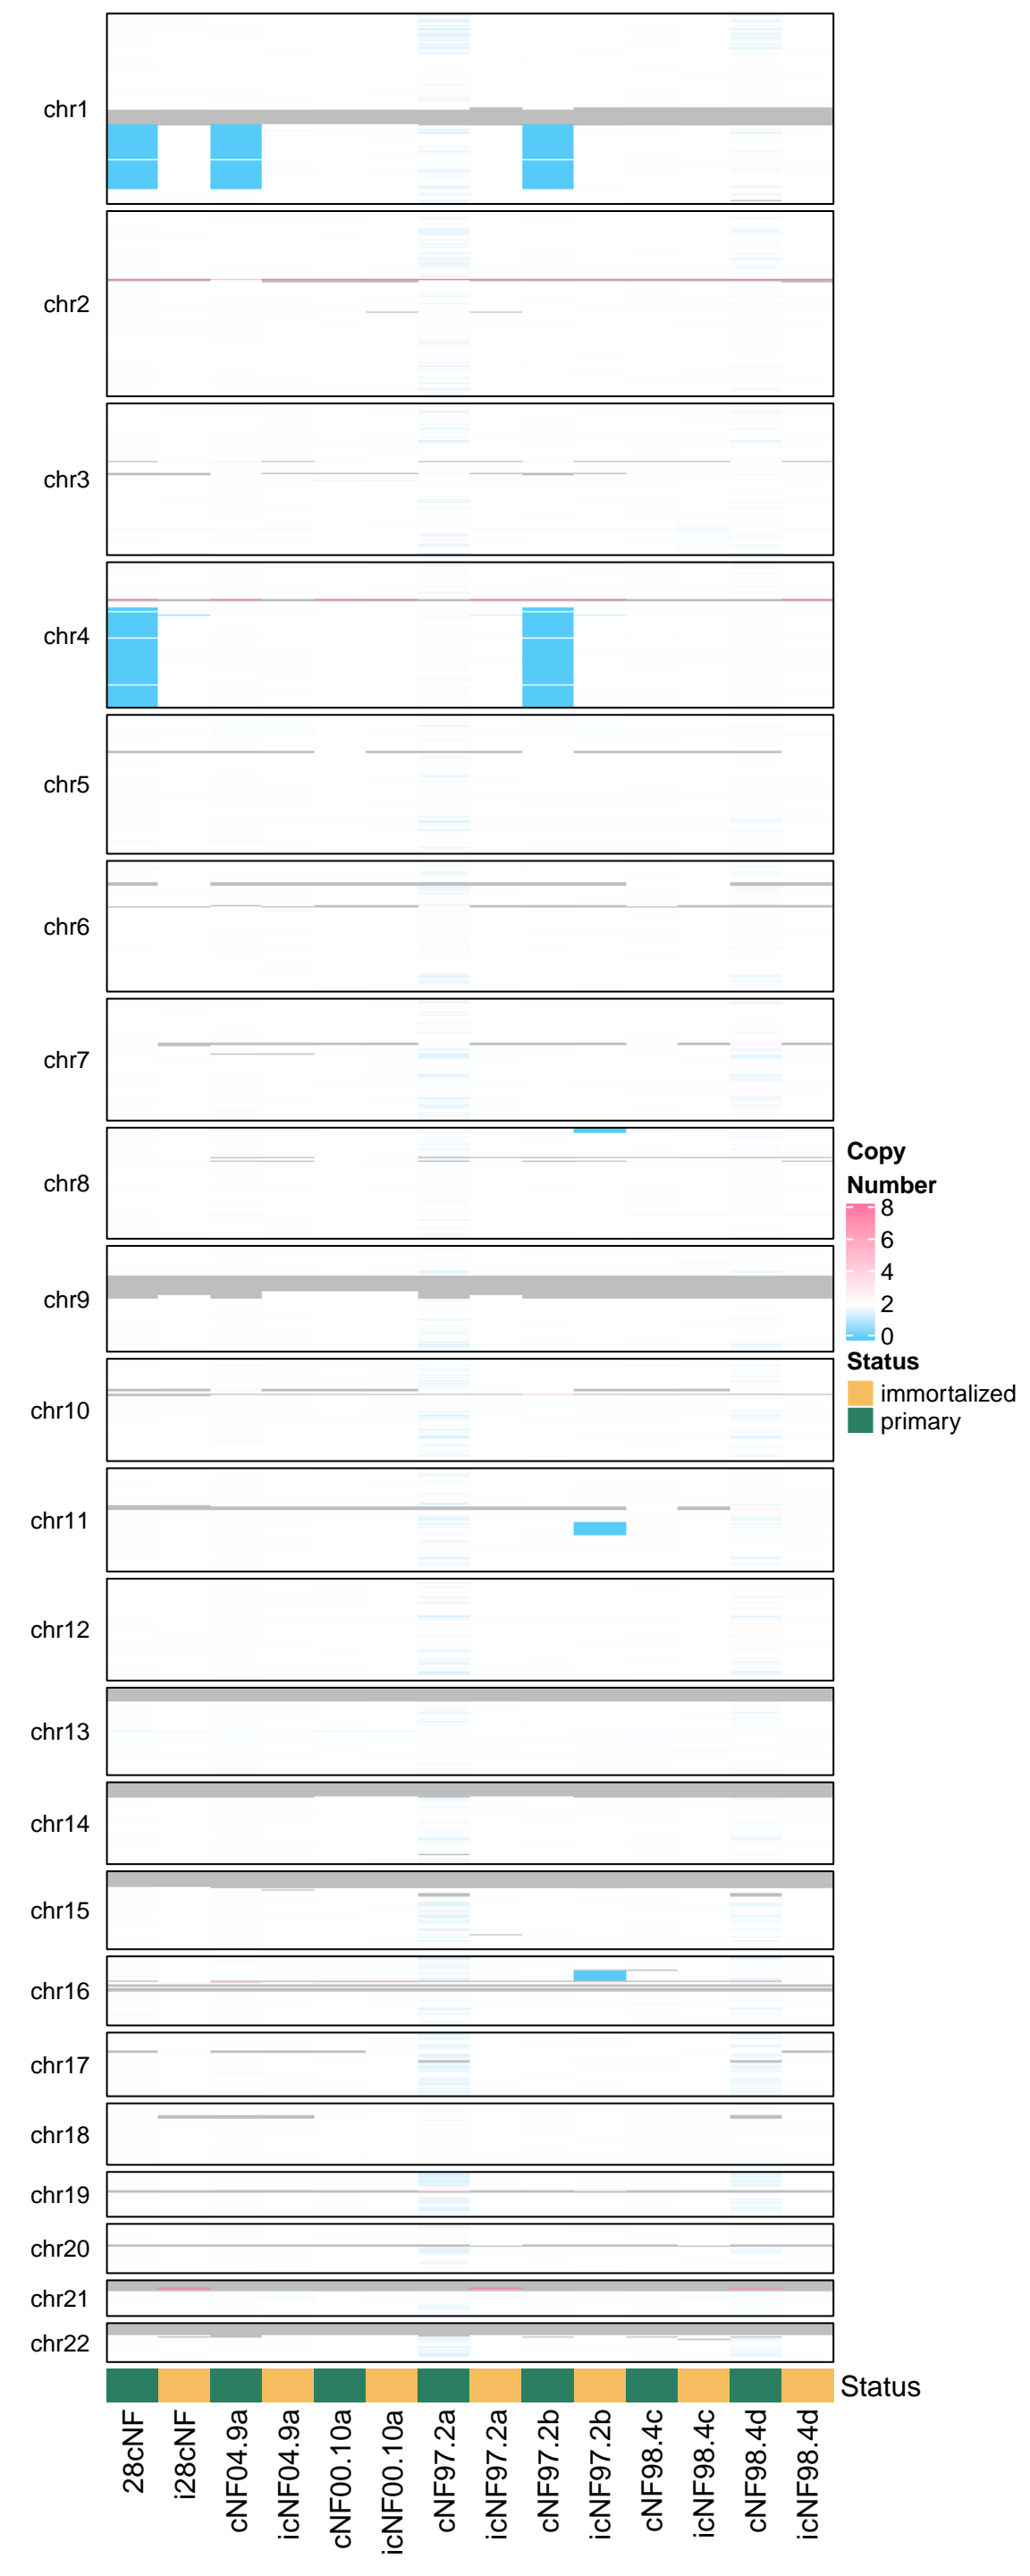 chr1
chr2
chr3
chr4
chr5
chr6
chr7
chr8
chr9
chr10
chr11
chr12
chr13
chr14
chr15
chr16
chr17
chr18
chr19
chr20
chr21
chr22
Copy
Number
8
6
4
2
0
Status
immortalized
primary
Status
28cNF
i28cNF
cNF04.9a
icNF04.9a
cNF00.10a
icNF00.10a
cNF97.2a
icNF97.2a
cNF97.2b
icNF97.2b
cNF98.4c
icNF98.4c
cNF98.4d
icNF98.4d